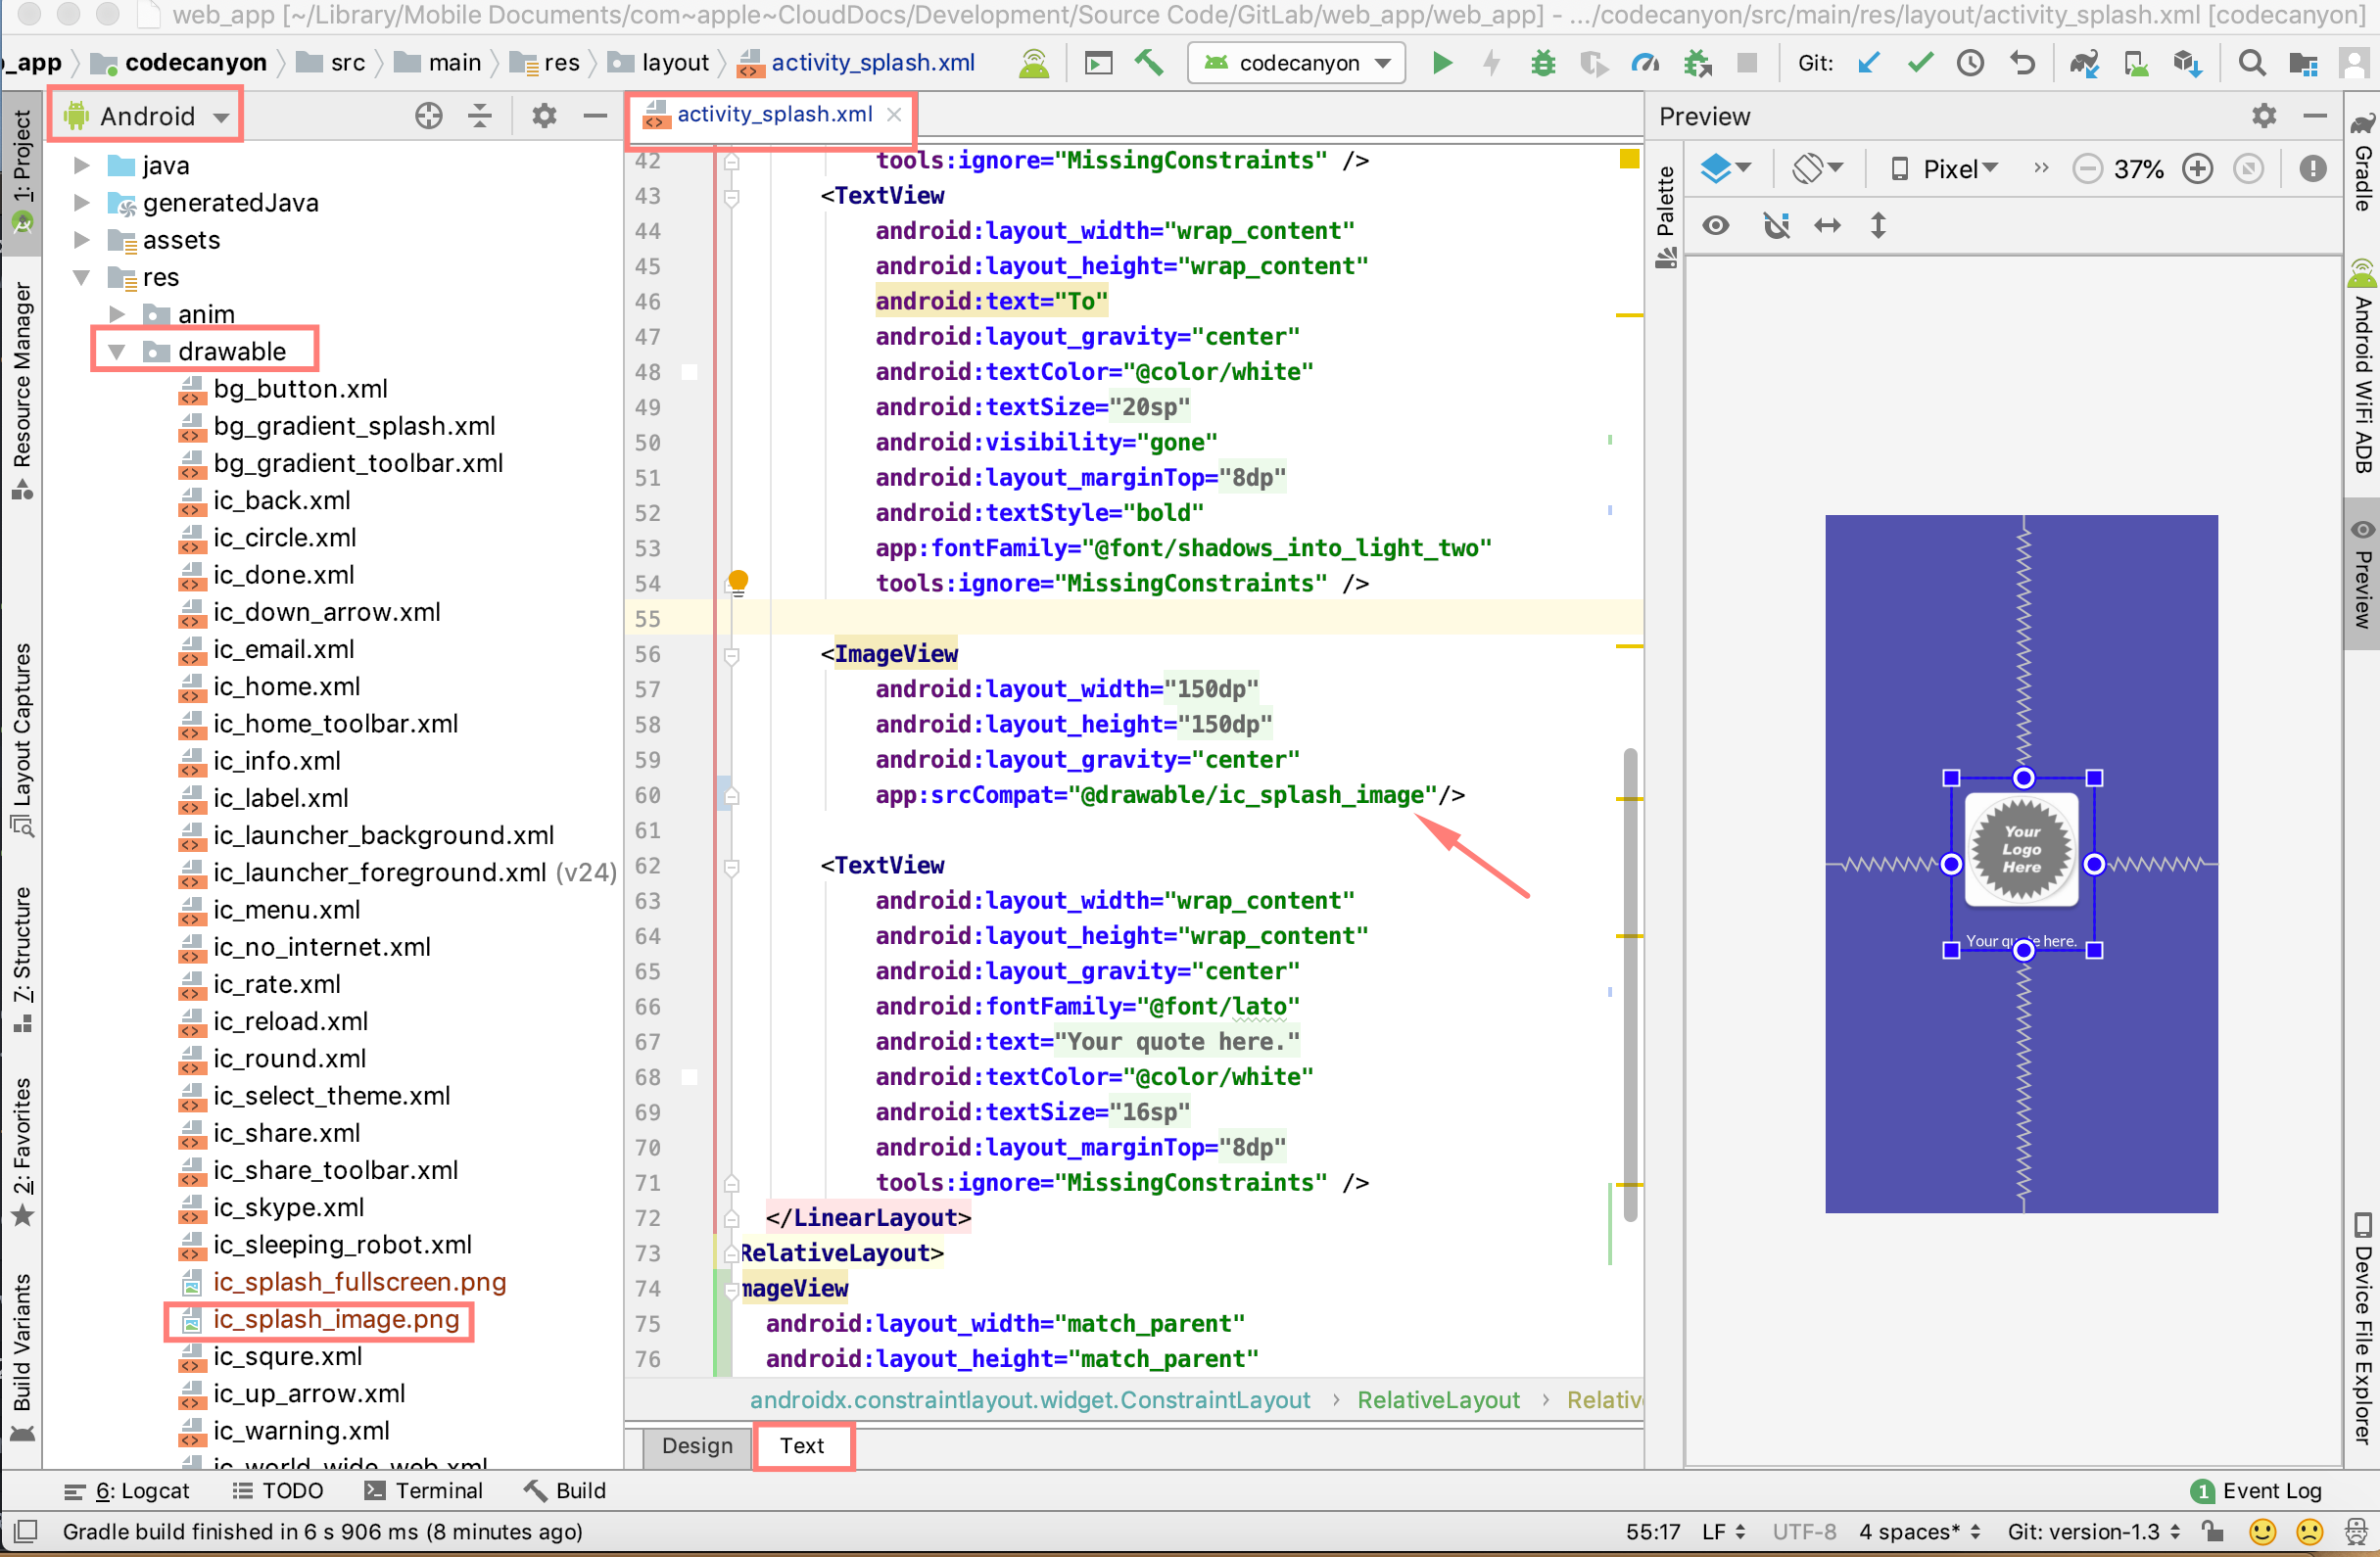 web_app [~/Library/Mobile Documents/com~apple~CloudDocs/Development/Source Code/GitLab/web_app/web_app] - .../codecanyon/src/main/res/layout/activity_splash.xml [codecanyon]
_app codecanyon src main res layout activity_splash.xml codecanyon Git:
Android
1: Project
Resource Manager
Layout Captures
7: Structure
2: Favorites
Build Variants
java
generatedJava
assets
res
anim
drawable
bg_button.xml
bg_gradient_splash.xml
bg_gradient_toolbar.xml
ic_back.xml
ic_circle.xml
ic_done.xml
ic_down_arrow.xml
ic_email.xml
ic_home.xml
ic_home_toolbar.xml
ic_info.xml
ic_label.xml
ic_launcher_background.xml
ic_launcher_foreground.xml (v24)
ic_menu.xml
ic_no_internet.xml
ic_rate.xml
ic_reload.xml
ic_round.xml
ic_select_theme.xml
ic_share.xml
ic_share_toolbar.xml
ic_skype.xml
ic_sleeping_robot.xml
ic_splash_fullscreen.png
ic_splash_image.png
ic_squre.xml
ic_up_arrow.xml
ic_warning.xml
ic_world_wide_web.xml
activity_splash.xml
42 tools:ignore="MissingConstraints" />
43 <TextView
44 android:layout_width="wrap_content"
45 android:layout_height="wrap_content"
46 android:text="To"
47 android:layout_gravity="center"
48 android:textColor="@color/white"
49 android:textSize="20sp"
50 android:visibility="gone"
51 android:layout_marginTop="8dp"
52 android:textStyle="bold"
53 app:fontFamily="@font/shadows_into_light_two"
54 tools:ignore="MissingConstraints" />
55
56 <ImageView
57 android:layout_width="150dp"
58 android:layout_height="150dp"
59 android:layout_gravity="center"
60 app:srcCompat="@drawable/ic_splash_image"/>
61
62 <TextView
63 android:layout_width="wrap_content"
64 android:layout_height="wrap_content"
65 android:layout_gravity="center"
66 android:fontFamily="@font/lato"
67 android:text="Your quote here."
68 android:textColor="@color/white"
69 android:textSize="16sp"
70 android:layout_marginTop="8dp"
71 tools:ignore="MissingConstraints" />
72 </LinearLayout>
73 RelativeLayout>
74 mageView
75 android:layout_width="match_parent"
76 android:layout_height="match_parent"
androidx.constraintlayout.widget.ConstraintLayout › RelativeLayout › Relativ
Design Text
Preview
Palette
Pixel 37%
Your
Logo
Here
Your quote here.
Gradle
Android WiFi ADB
Preview
Device File Explorer
6: Logcat TODO Terminal Build 1 Event Log
Gradle build finished in 6 s 906 ms (8 minutes ago) 55:17 LF UTF-8 4 spaces* Git: version-1.3